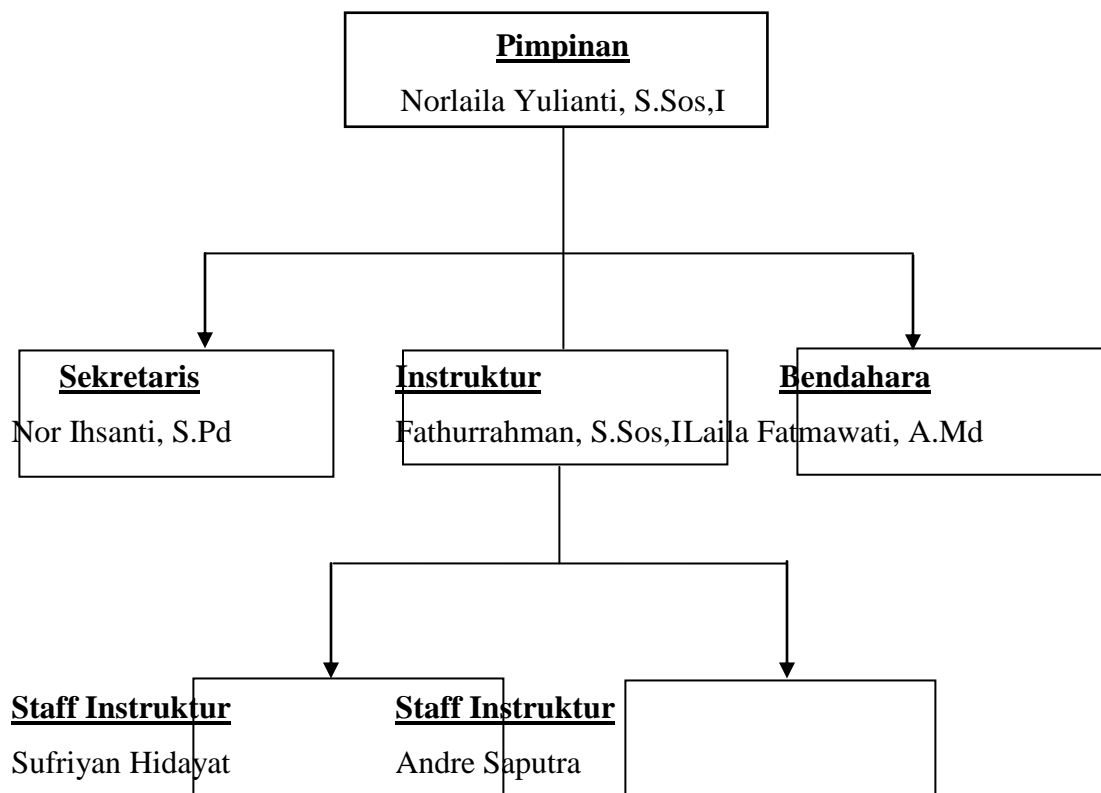 Pimpinan
Norlaila Yulianti, S.Sos,I
Sekretaris Instruktur Bendahara
Nor Ihsanti, S.Pd Fathurrahman, S.Sos,ILaila Fatmawati, A.Md
Staff Instruktur Staff Instruktur
Sufriyan Hidayat Andre Saputra